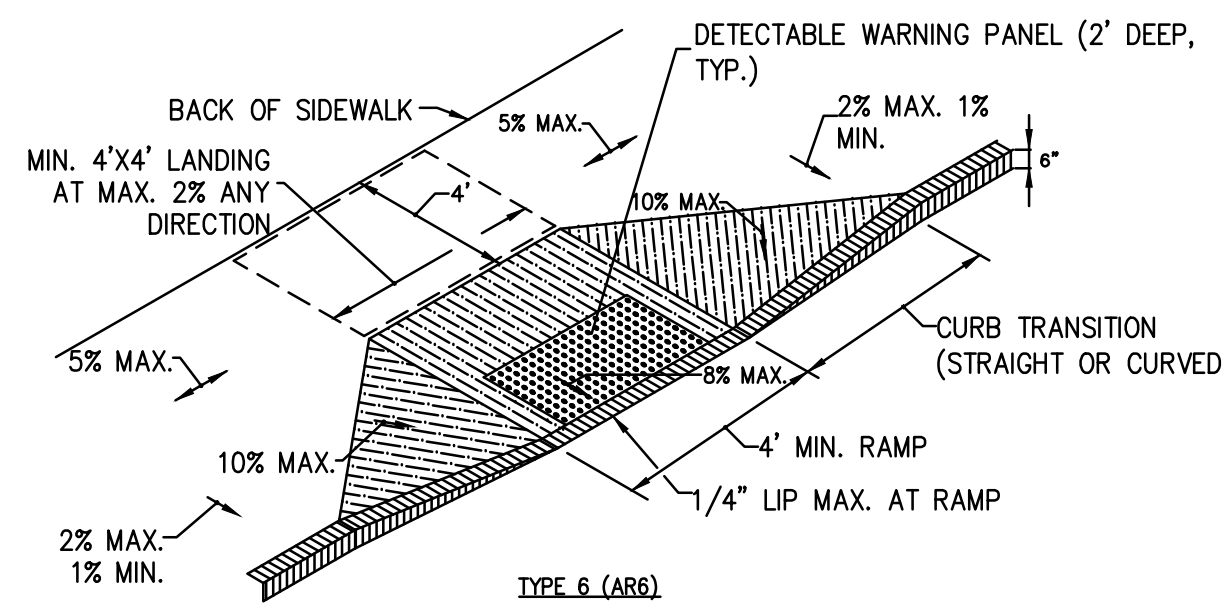 DETECTABLE WARNING PANEL (2' DEEP,
TYP.)
BACK OF SIDEWALK
5% MAX.
2% MAX. 1%
MIN.
6"
MIN. 4'X4' LANDING
AT MAX. 2% ANY
DIRECTION
4'
10% MAX.
CURB TRANSITION
(STRAIGHT OR CURVED
5% MAX.
8% MAX.
4' MIN. RAMP
10% MAX.
1/4" LIP MAX. AT RAMP
2% MAX.
1% MIN.
TYPE 6 (AR6)